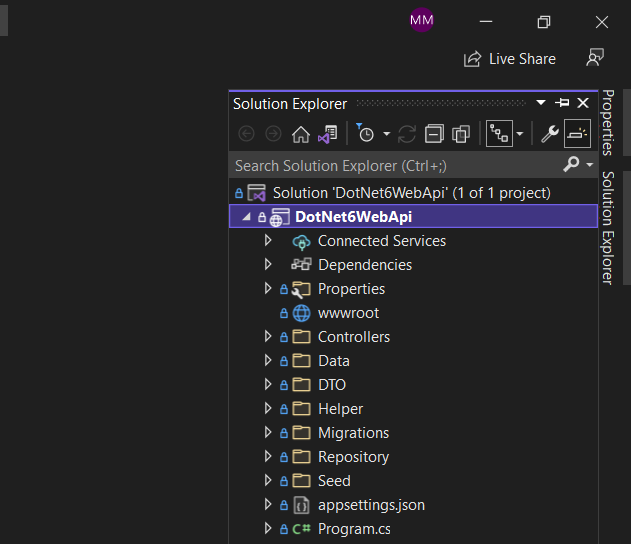 MM
Live Share
Solution Explorer
Search Solution Explorer (Ctrl+;)
Solution 'DotNet6WebApi' (1 of 1 project)
DotNet6WebApi
Connected Services
Dependencies
Properties
wwwroot
Controllers
Data
DTO
Helper
Migrations
Repository
Seed
appsettings.json
C# Program.cs
Properties
Solution Explorer